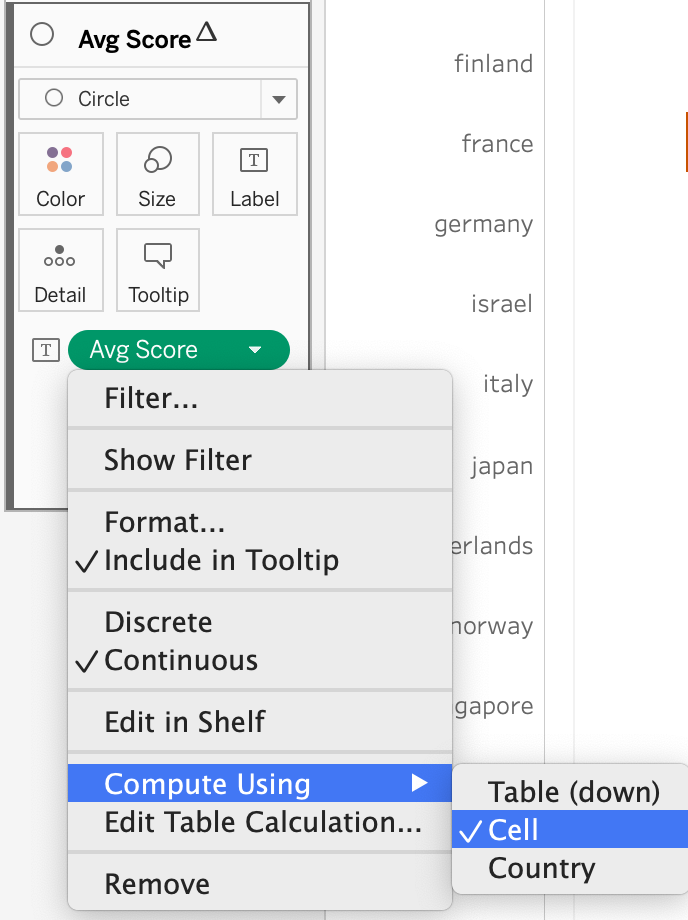 Avg Score Δ
Circle
Color
Size
T
Label
Detail
Tooltip
T
Avg Score
Filter...
Show Filter
Format...
✓ Include in Tooltip
Discrete
✓ Continuous
Edit in Shelf
Compute Using
Edit Table Calculation...
Remove
Table (down)
✓ Cell
Country
finland
france
germany
israel
italy
japan
erlands
norway
gapore